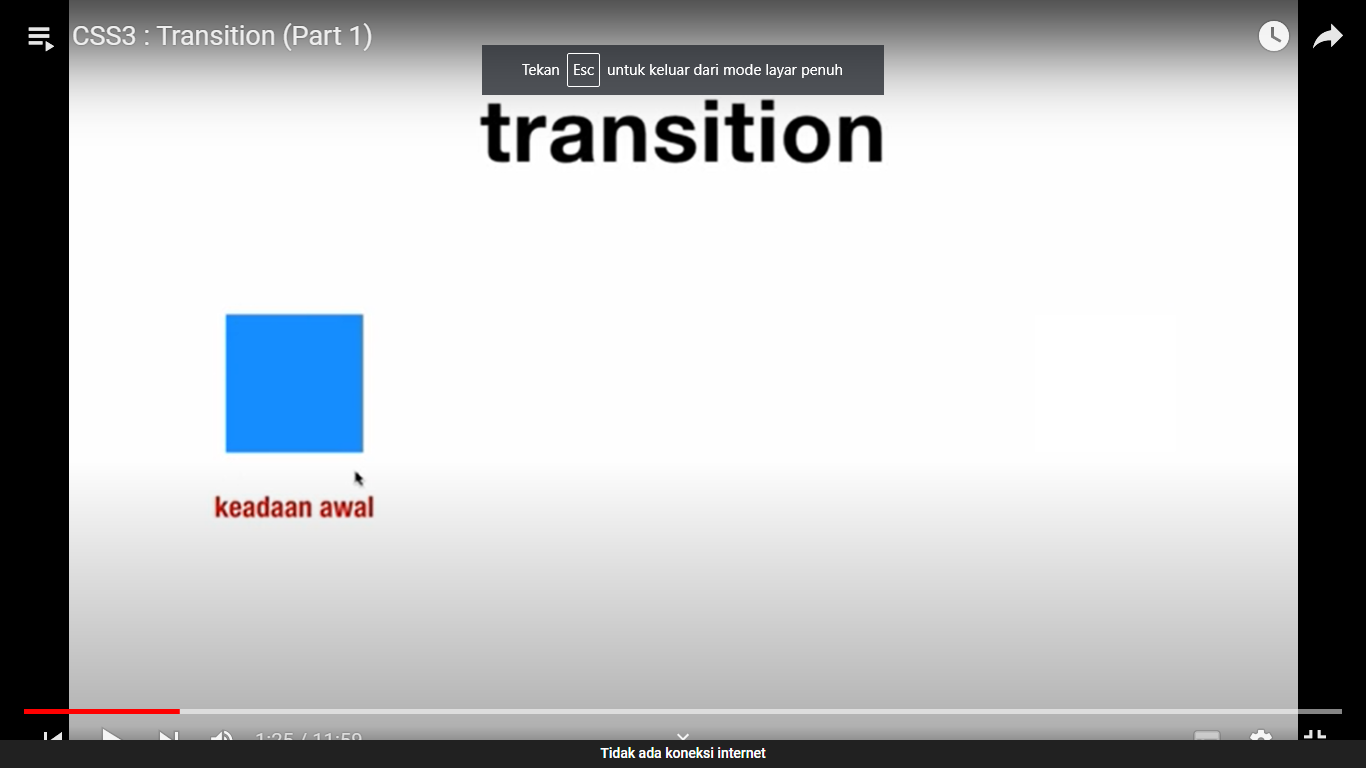 CSS3 : Transition (Part 1)
Tekan Esc untuk keluar dari mode layar penuh
transition
keadaan awal
1:25 / 11:59
Tidak ada koneksi internet